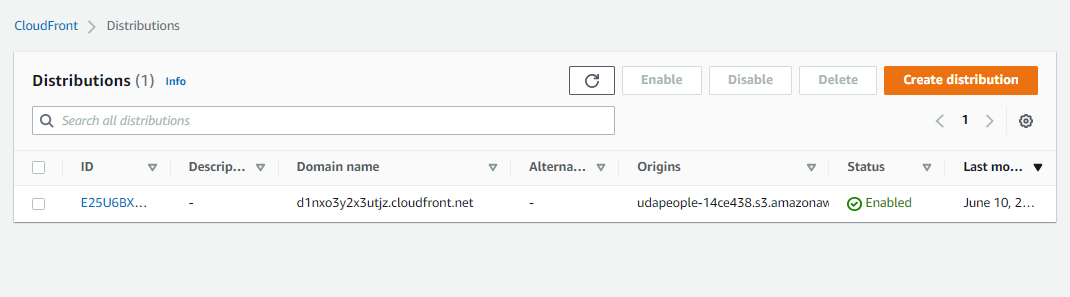 CloudFront > Distributions
Distributions (1) Info Enable Disable Delete Create distribution
Search all distributions 1
ID Descrip... Domain name Alterna... Origins Status Last mo...
E25U6BX... - d1nxo3y2x3utjz.cloudfront.net - udapeople-14ce438.s3.amazonaw Enabled June 10, 2...